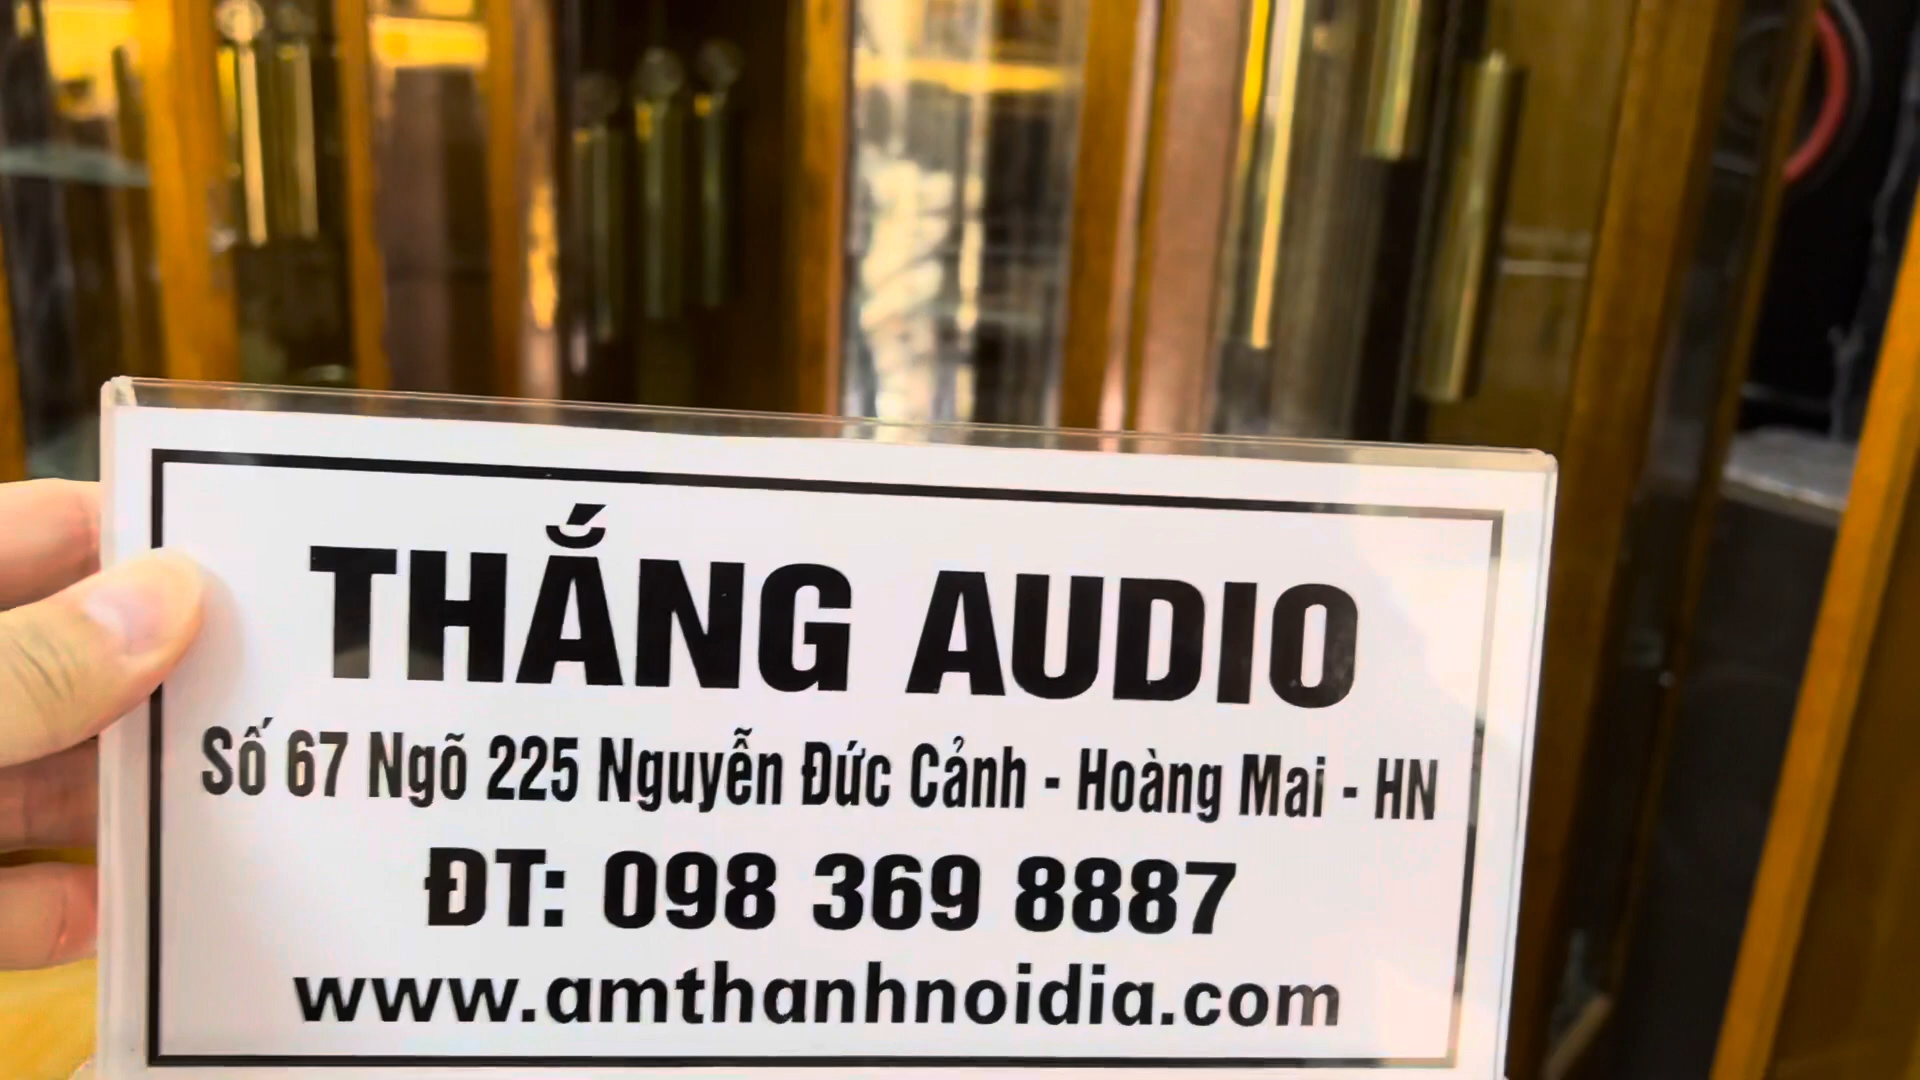 THẮNG AUDIO
Số 67 Ngõ 225 Nguyễn Đức Cảnh - Hoàng Mai - HN
ĐT: 098 369 8887
www.amthanhnoidia.com